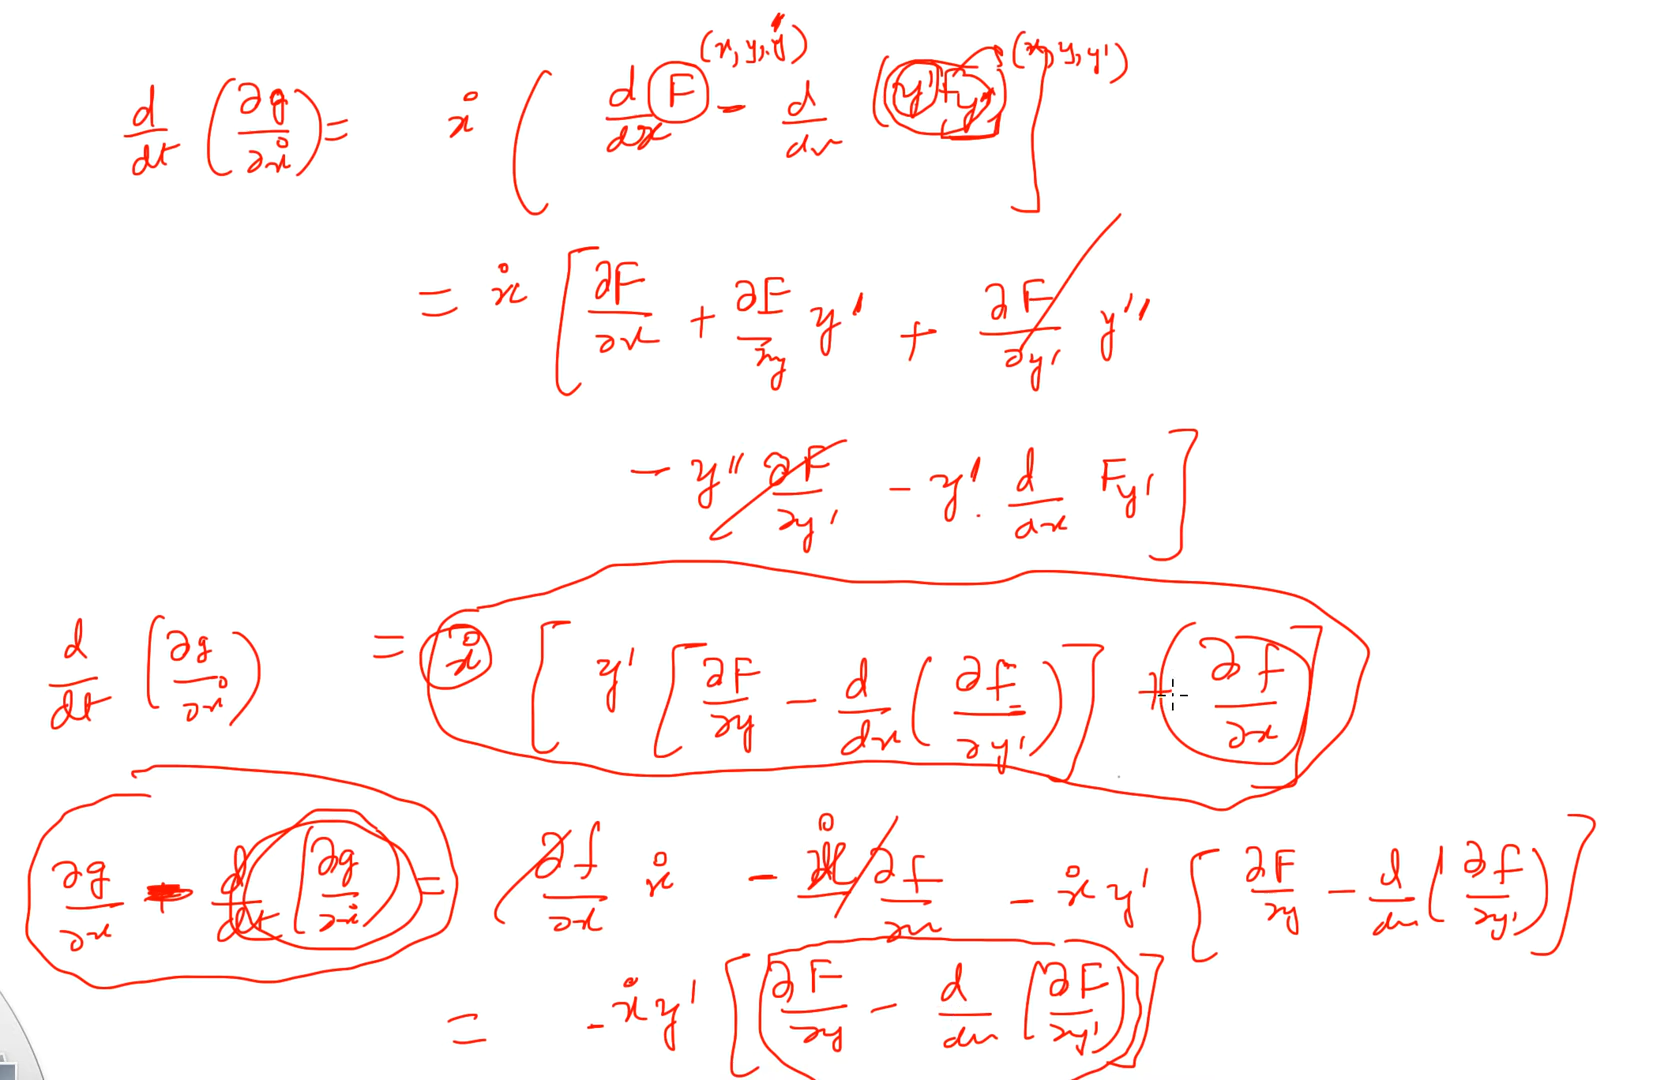 d/dt (∂g/∂ẋ) = ẋ ( d/dx F (x, y, y') - d/dx (y' F_y') (x, y, y') ]
= ẋ [ ∂F/∂x + ∂F/∂y y' + ∂F/∂y' y''
- y'' ∂F/∂y' - y' . d/dx F_y' ]
d/dt (∂g/∂ẋ) = ẋ [ y' [ ∂F/∂y - d/dx (∂f/∂y') ] + (∂f/∂x) ]
∂g/∂x - d/dt (∂g/∂ẋ) = ∂f/∂x ẋ - ẋ ∂f/∂x - ẋ y' [ ∂F/∂y - d/dx (∂f/∂y') ]
= - ẋ y' [ ∂F/∂y - d/dx (∂F/∂y') ]